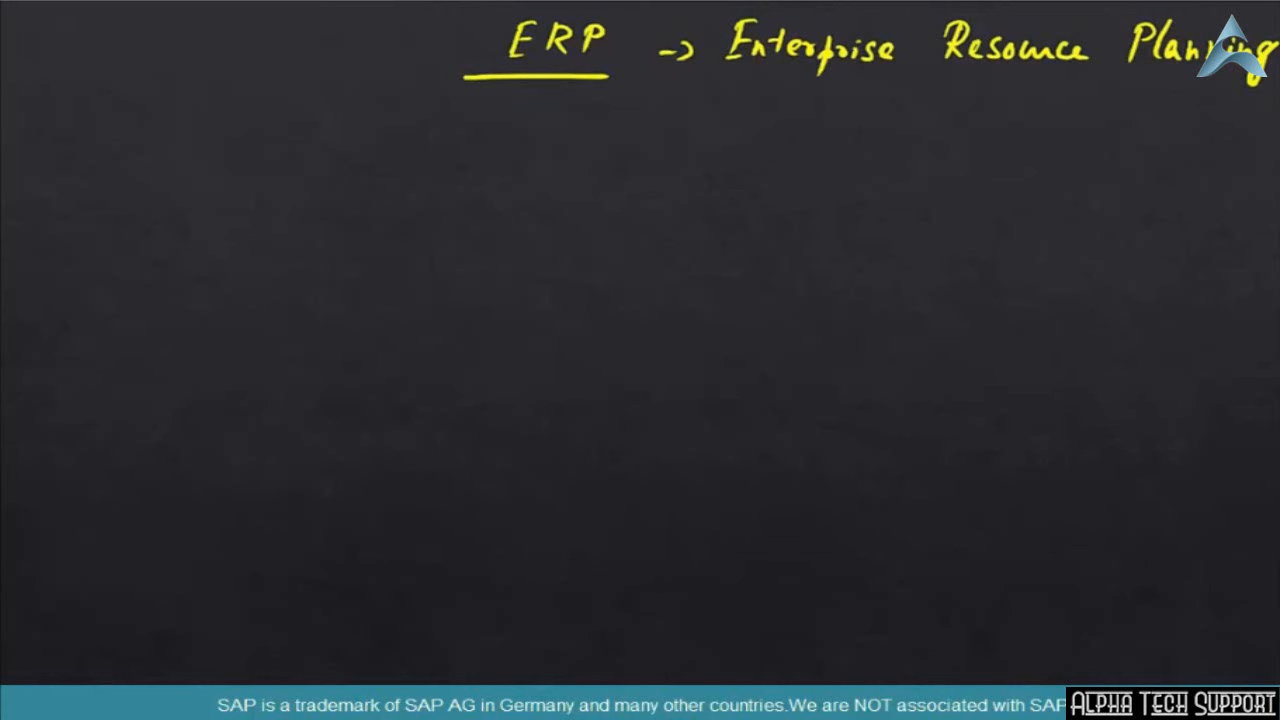 ERP -> Enterprise Resource Planning
SAP is a trademark of SAP AG in Germany and many other countries.We are NOT associated with SAP
ALPHA TECH SUPPORT